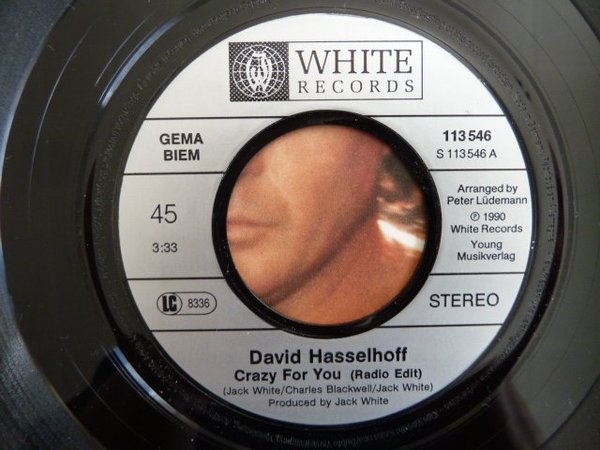 WHITE
RECORDS
GEMA
BIEM
113 546
S 113 546 A
45
3:33
Arranged by
Peter Lüdemann
℗ 1990
White Records
Young
Musikverlag
LC 8336
STEREO
David Hasselhoff
Crazy For You (Radio Edit)
(Jack White/Charles Blackwell/Jack White)
Produced by Jack White